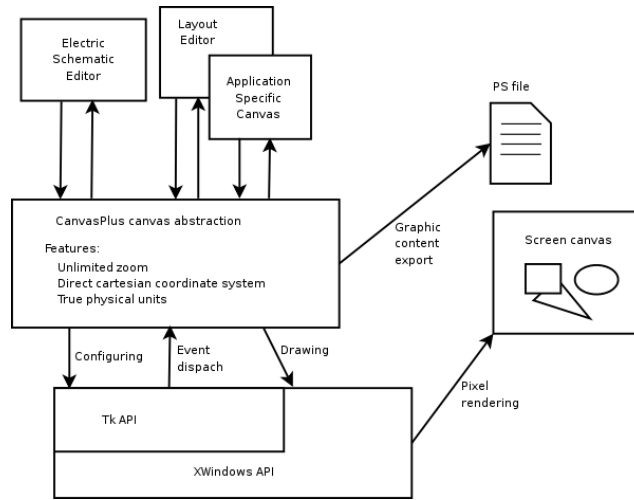 Electric
Schematic
Editor
Layout
Editor
Application
Specific
Canvas
PS file
CanvasPlus canvas abstraction
Features:
Unlimited zoom
Direct cartesian coordinate system
True physical units
Graphic
content
export
Screen canvas
Configuring
Event
dispach
Drawing
Pixel
rendering
Tk API
XWindows API